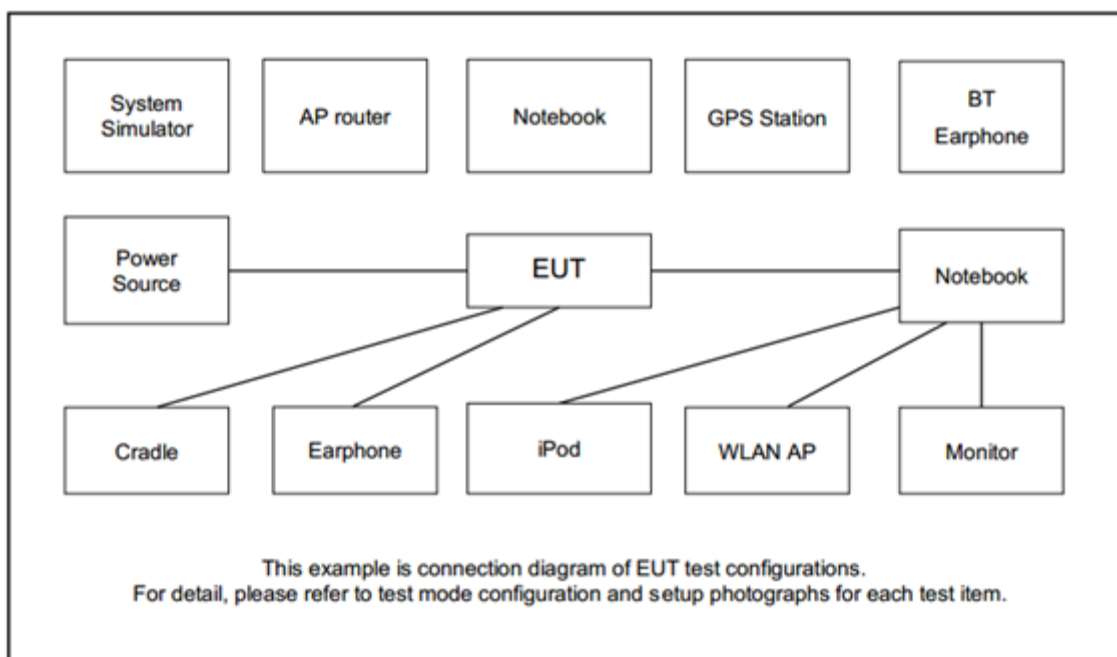 System
Simulator
AP router
Notebook
GPS Station
BT
Earphone
Power
Source
EUT
Notebook
Cradle
Earphone
iPod
WLAN AP
Monitor
This example is connection diagram of EUT test configurations.
For detail, please refer to test mode configuration and setup photographs for each test item.